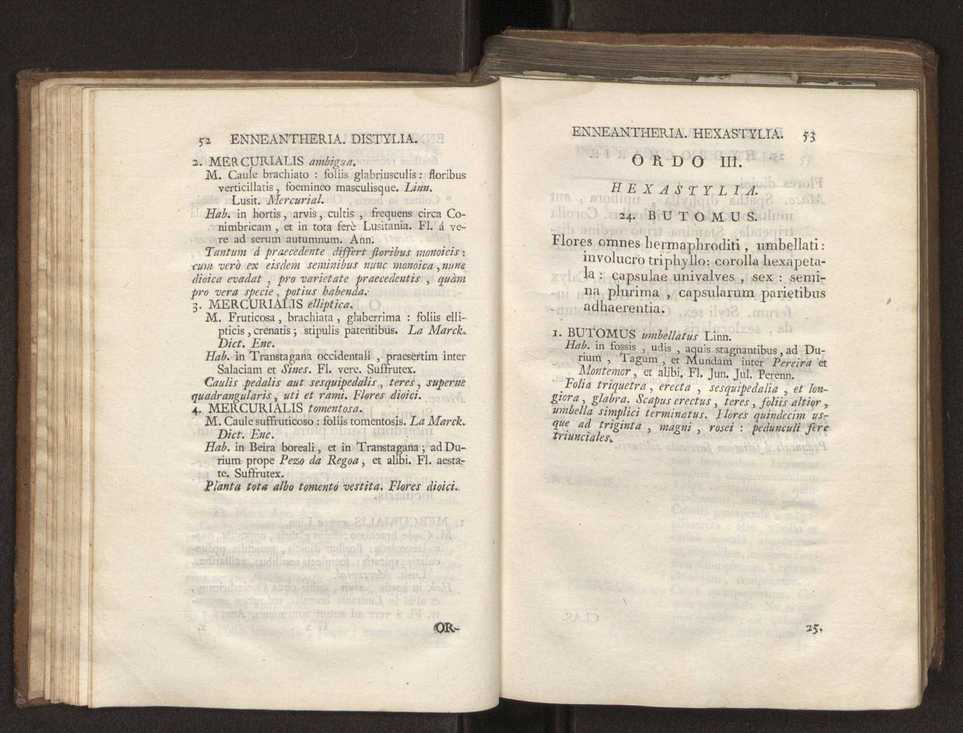 52 ENNEANTHERIA. DISTYLIA.
2. MERCURIALIS ambigua.
M. Caule brachiato : foliis glabriusculis : floribus
verticillatis, foemineo masculisque. Linn.
Lusit. Mercurial.
Hab. in hortis, arvis, cultis, frequens circa Co-
nimbricam, et in tota ferè Lusitania. Fl. á ve-
re ad serum autumnum. Ann.
Tantum á praecedente differt floribus monoicis:
cum verò ex eisdem seminibus nunc monoica, nunc
dioica evadat, pro varietate praecedentis, quàm
pro vera specie, potius habenda.
3. MERCURIALIS elliptica.
M. Fruticosa, brachiata, glaberrima : foliis elli-
pticis, crenatis; stipulis patentibus. La Marck.
Dict. Enc.
Hab. in Transtagana occidentali, praesertim inter
Salaciam et Sines. Fl. vere. Suffrutex.
Caulis pedalis aut sesquipedalis, teres, superne
quadrangularis, uti et rami. Flores dioici.
4. MERCURIALIS tomentosa.
M. Caule suffruticoso : foliis tomentosis. La Marck.
Dict. Enc.
Hab. in Beira boreali, et in Transtagana; ad Du-
rium prope Pezo da Regoa, et alibi. Fl. aesta-
te. Suffrutex.
Planta tota albo tomento vestita. Flores dioici.
OR-
ENNEANTHERIA. HEXASTYLIA. 53
ORDO III.
HEXASTYLIA.
24. BUTOMUS.
Flores omnes hermaphroditi, umbellati:
involucro triphyllo: corolla hexapeta-
la : capsulae univalves, sex : semi-
na plurima, capsularum parietibus
adhaerentia.
1. BUTOMUS umbellatus Linn.
Hab. in fossis, udis, aquis stagnantibus, ad Du-
rium, Tagum, et Mundam inter Pereira et
Montemor, et alibi. Fl. Jun. Jul. Perenn.
Folia triquetra, erecta, sesquipedalia, et lon-
giora, glabra. Scapus erectus, teres, foliis altior,
umbella simplici terminatus. Flores quindecim us-
que ad triginta, magni, rosei : pedunculi fere
triunciales.
25.